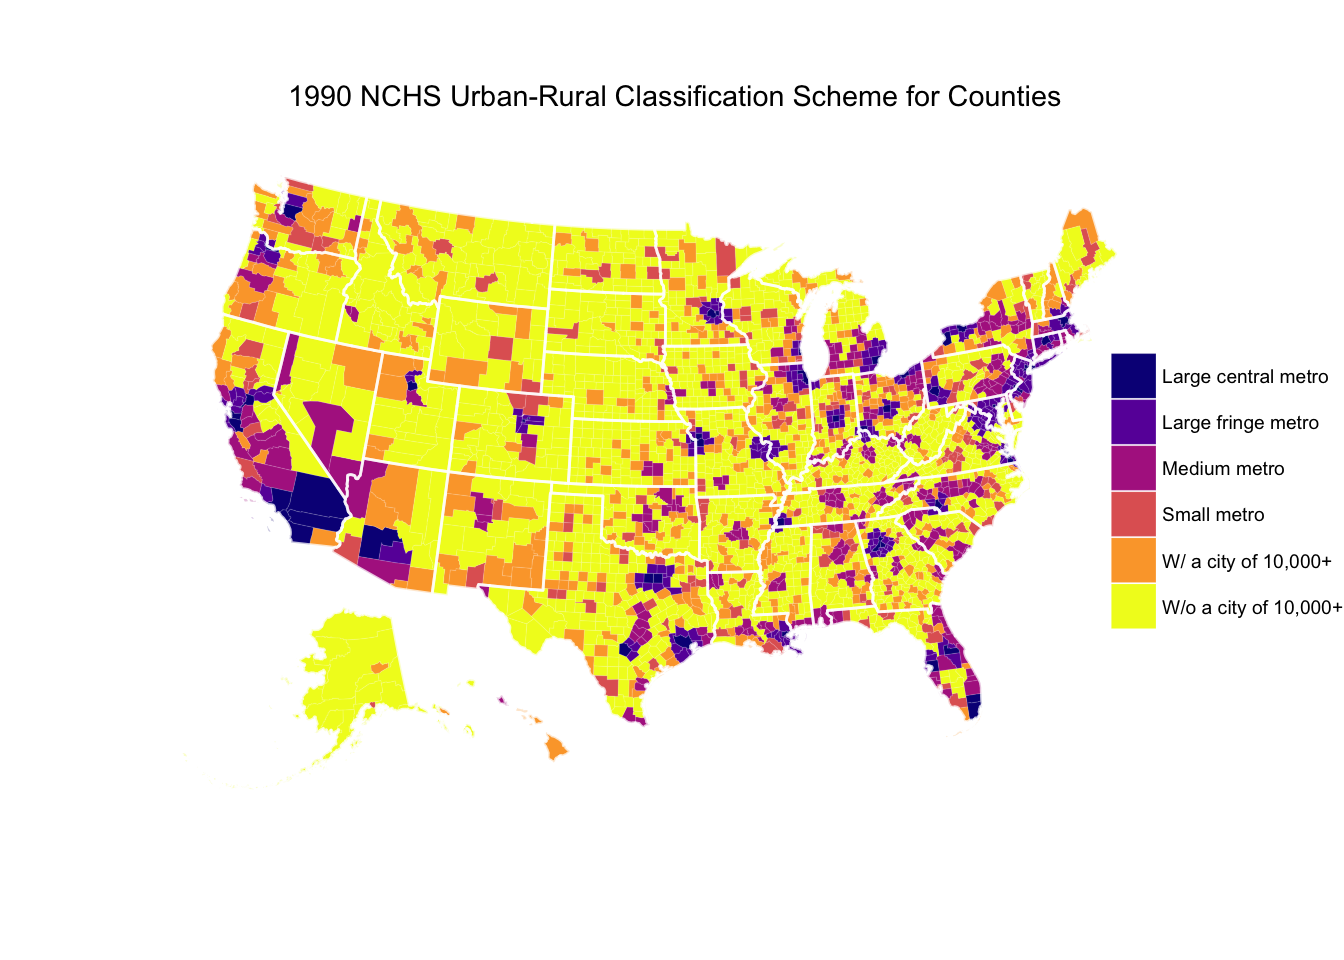 1990 NCHS Urban-Rural Classification Scheme for Counties
Large central metro
Large fringe metro
Medium metro
Small metro
W/ a city of 10,000+
W/o a city of 10,000+